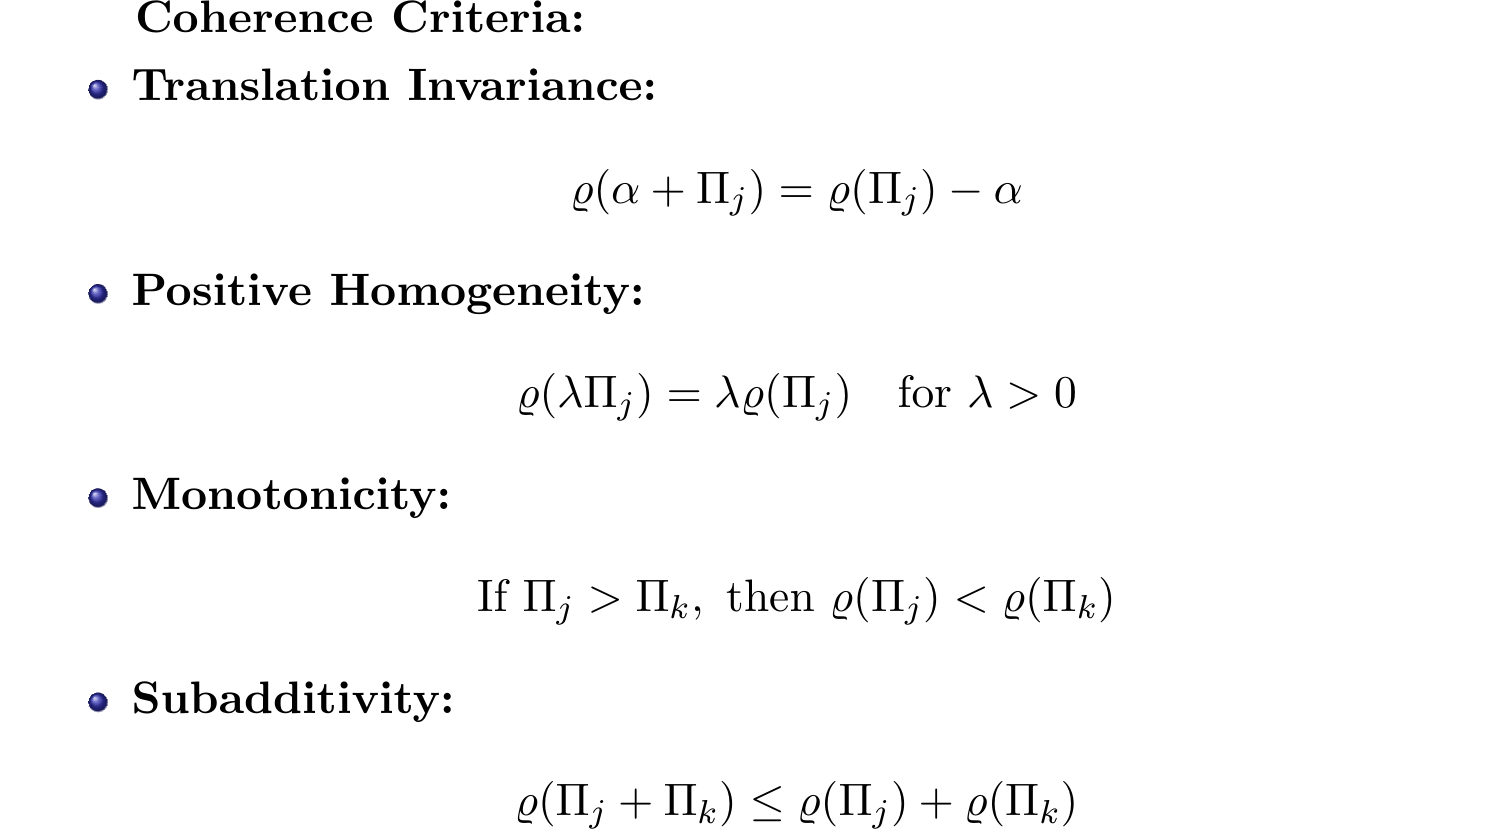 Coherence Criteria:
Translation Invariance:
ϱ(α + Πj) = ϱ(Πj) − α
Positive Homogeneity:
ϱ(λΠj) = λϱ(Πj) for λ > 0
Monotonicity:
If Πj > Πk, then ϱ(Πj) < ϱ(Πk)
Subadditivity:
ϱ(Πj + Πk) ≤ ϱ(Πj) + ϱ(Πk)